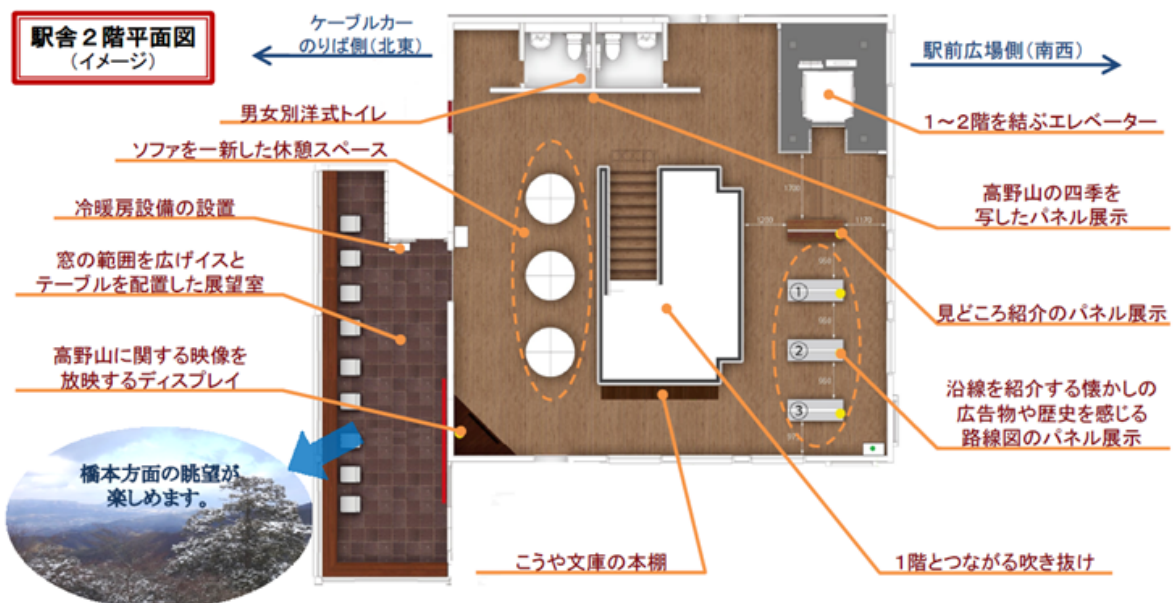 駅舎２階平面図
（イメージ）
ケーブルカー
のりば側（北東）
駅前広場側（南西）
男女別洋式トイレ
ソファを一新した休憩スペース
冷暖房設備の設置
窓の範囲を広げイスと
テーブルを配置した展望室
高野山に関する映像を
放映するディスプレイ
橋本方面の眺望が
楽しめます。
1～2階を結ぶエレベーター
高野山の四季を
写したパネル展示
見どころ紹介のパネル展示
沿線を紹介する懐かしの
広告物や歴史を感じる
路線図のパネル展示
1700
1200
1170
①
②
③
こうや文庫の本棚
1階とつながる吹き抜け